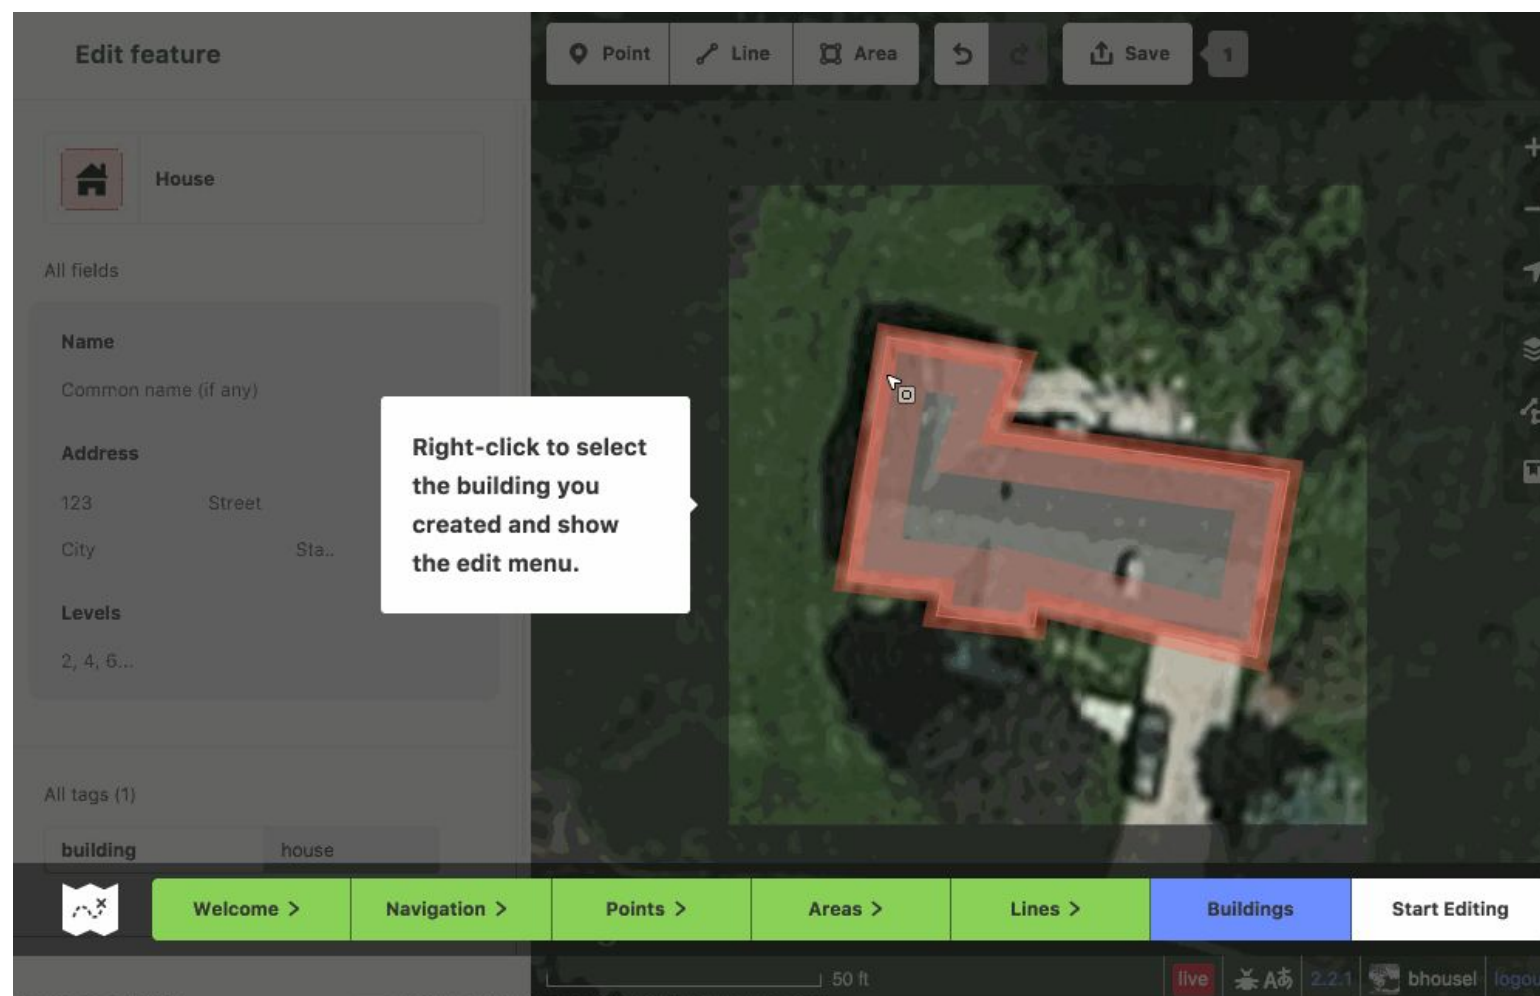 Edit feature
Point
Line
Area
Save
1
House
All fields
Name
Common name (if any)
Address
123 Street
City Sta..
Levels
2, 4, 6...
All tags (1)
building house
Right-click to select
the building you
created and show
the edit menu.
Welcome >
Navigation >
Points >
Areas >
Lines >
Buildings
Start Editing
50 ft
live
Aあ
2.2.1
bhousel
logou